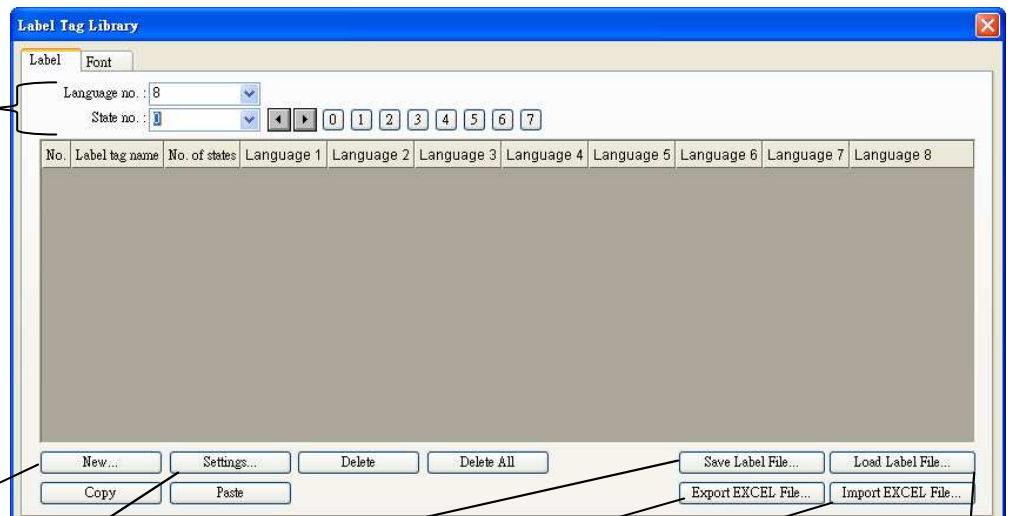 Label Tag Library
Label Font
Language no. : 8
State no. : 0 0 1 2 3 4 5 6 7
No. Label tag name No. of states Language 1 Language 2 Language 3 Language 4 Language 5 Language 6 Language 7 Language 8
New... Settings... Delete Delete All Save Label File... Load Label File...
Copy Paste Export EXCEL File... Import EXCEL File...